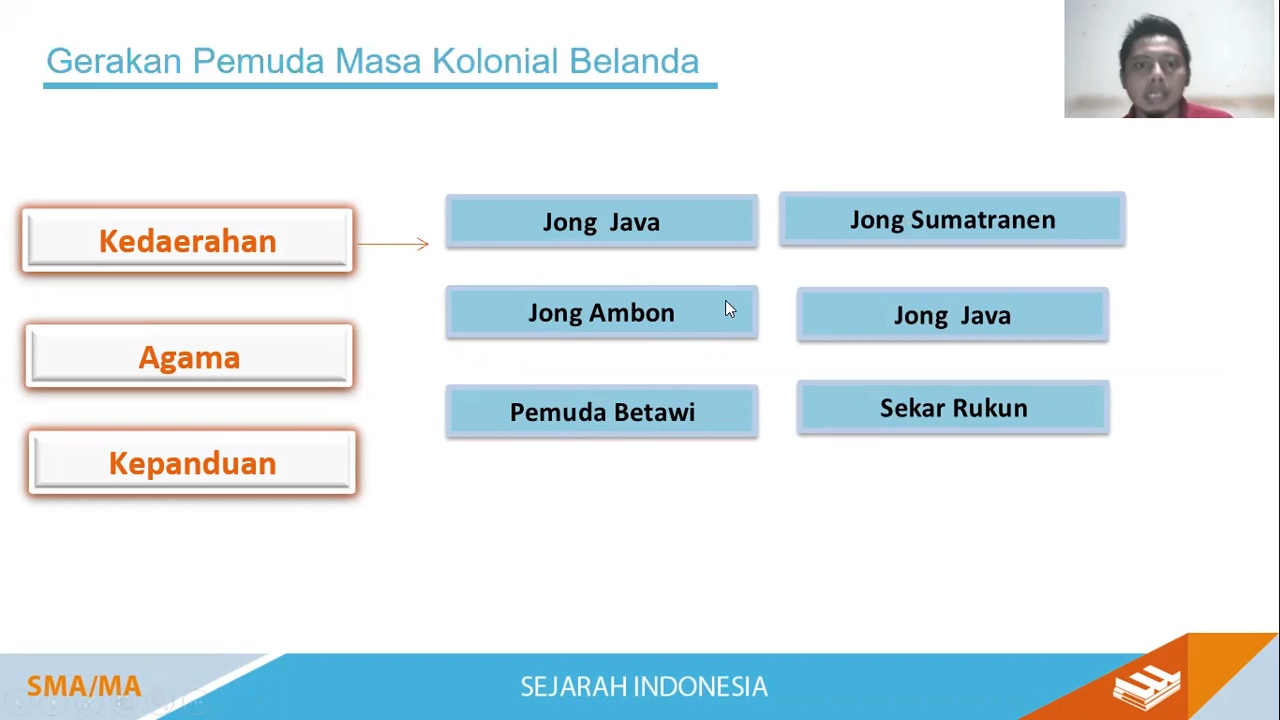 Gerakan Pemuda Masa Kolonial Belanda
Kedaerahan
Jong Java
Jong Sumatranen
Jong Ambon
Jong Java
Agama
Pemuda Betawi
Sekar Rukun
Kepanduan
SMA/MA
SEJARAH INDONESIA